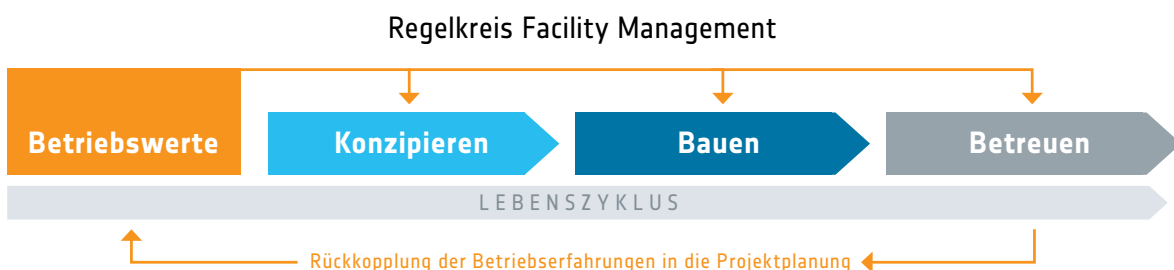 Regelkreis Facility Management
Betriebswerte
Konzipieren
Bauen
Betreuen
LEBENSZYKLUS
Rückkopplung der Betriebserfahrungen in die Projektplanung